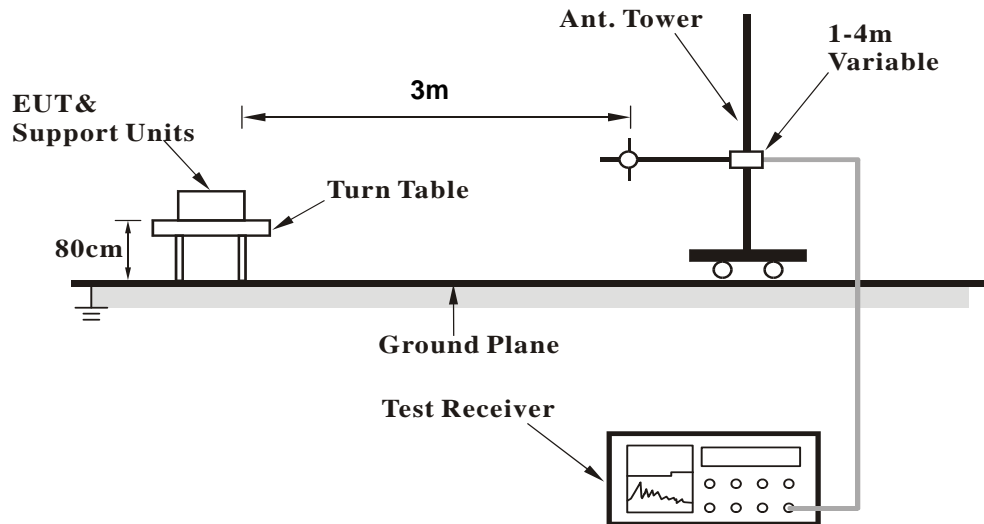 Ant. Tower
1-4m
Variable
3m
EUT&
Support Units
Turn Table
80cm
Ground Plane
Test Receiver